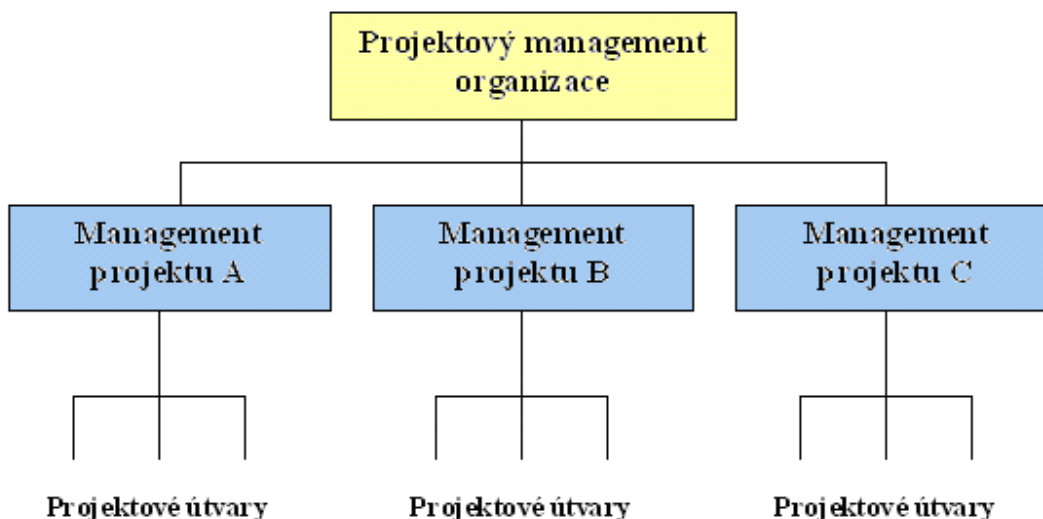 Projektový management
organizace
Management
projektu A
Management
projektu B
Management
projektu C
Projektové útvary
Projektové útvary
Projektové útvary